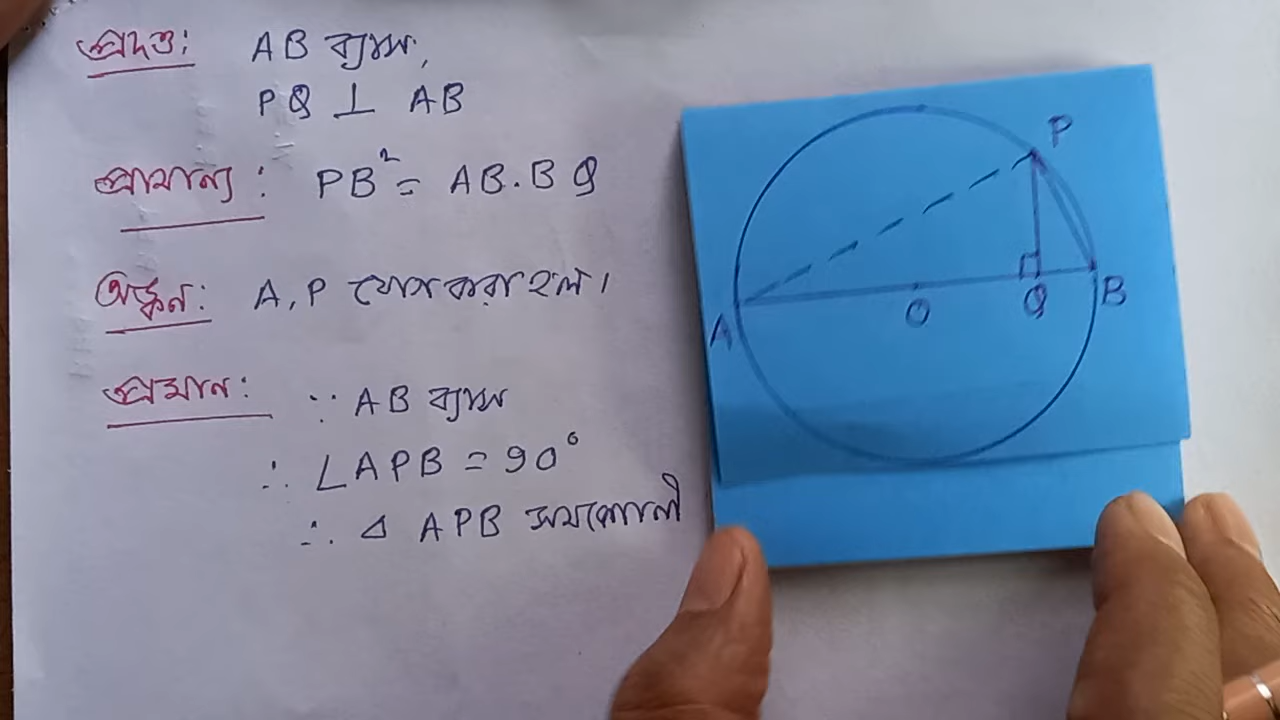 প্রদত্ত: AB ব্যাস,
PQ ⊥ AB
প্রামান্য: PB² = AB.BQ
অঙ্কন: A,P যোগ করা হল।
প্রমান: ∵ AB ব্যাস
∴ ∠APB = 90°
∴ △ APB সমকোণী
P
A
O
Q
B